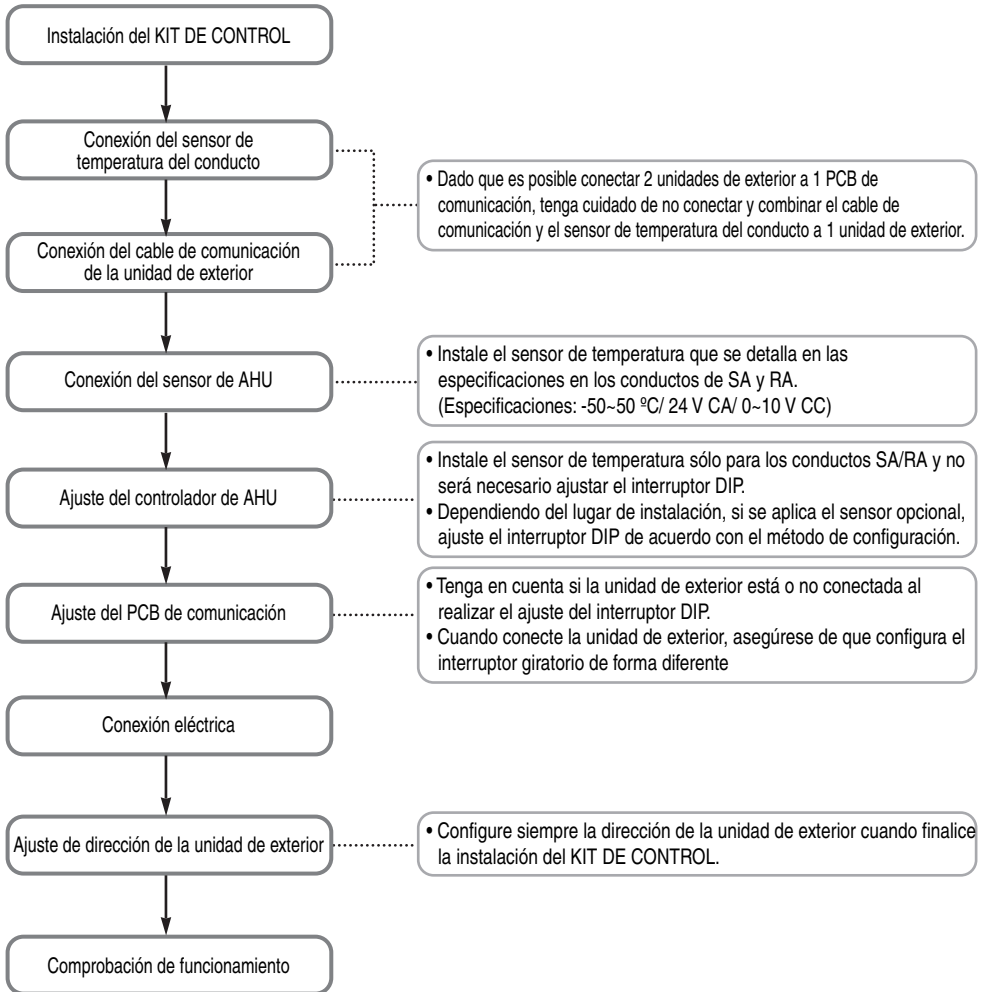 Instalación del KIT DE CONTROL
Conexión del sensor de
temperatura del conducto
• Dado que es posible conectar 2 unidades de exterior a 1 PCB de
comunicación, tenga cuidado de no conectar y combinar el cable de
comunicación y el sensor de temperatura del conducto a 1 unidad de exterior.
Conexión del cable de comunicación
de la unidad de exterior
Conexión del sensor de AHU
• Instale el sensor de temperatura que se detalla en las
especificaciones en los conductos de SA y RA.
(Especificaciones: -50~50 ºC/ 24 V CA/ 0~10 V CC)
Ajuste del controlador de AHU
• Instale el sensor de temperatura sólo para los conductos SA/RA y no
será necesario ajustar el interruptor DIP.
• Dependiendo del lugar de instalación, si se aplica el sensor opcional,
ajuste el interruptor DIP de acuerdo con el método de configuración.
Ajuste del PCB de comunicación
• Tenga en cuenta si la unidad de exterior está o no conectada al
realizar el ajuste del interruptor DIP.
• Cuando conecte la unidad de exterior, asegúrese de que configura el
interruptor giratorio de forma diferente
Conexión eléctrica
Ajuste de dirección de la unidad de exterior
• Configure siempre la dirección de la unidad de exterior cuando finalice
la instalación del KIT DE CONTROL.
Comprobación de funcionamiento